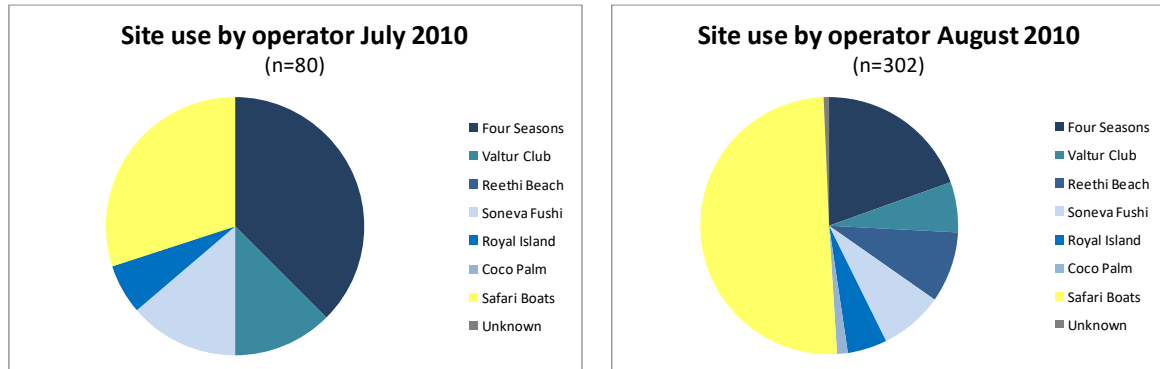 Site use by operator July 2010
(n=80)
Four Seasons
Valtur Club
Reethi Beach
Soneva Fushi
Royal Island
Coco Palm
Safari Boats
Unknown
Site use by operator August 2010
(n=302)
Four Seasons
Valtur Club
Reethi Beach
Soneva Fushi
Royal Island
Coco Palm
Safari Boats
Unknown